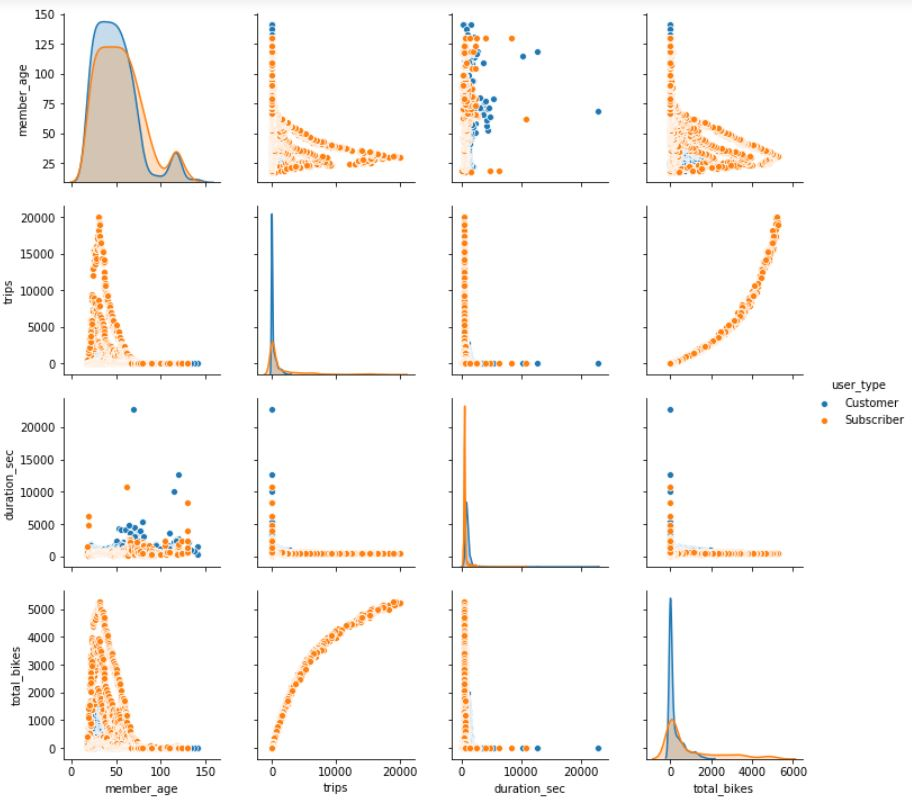 150
125
100
75
50
25
member_age
20000
15000
10000
5000
0
trips
user_type
Customer
Subscriber
20000
15000
10000
5000
0
duration_sec
5000
4000
3000
2000
1000
0
total_bikes
0 50 100 150
member_age
0 10000 20000
trips
0 10000 20000
duration_sec
0 2000 4000 6000
total_bikes